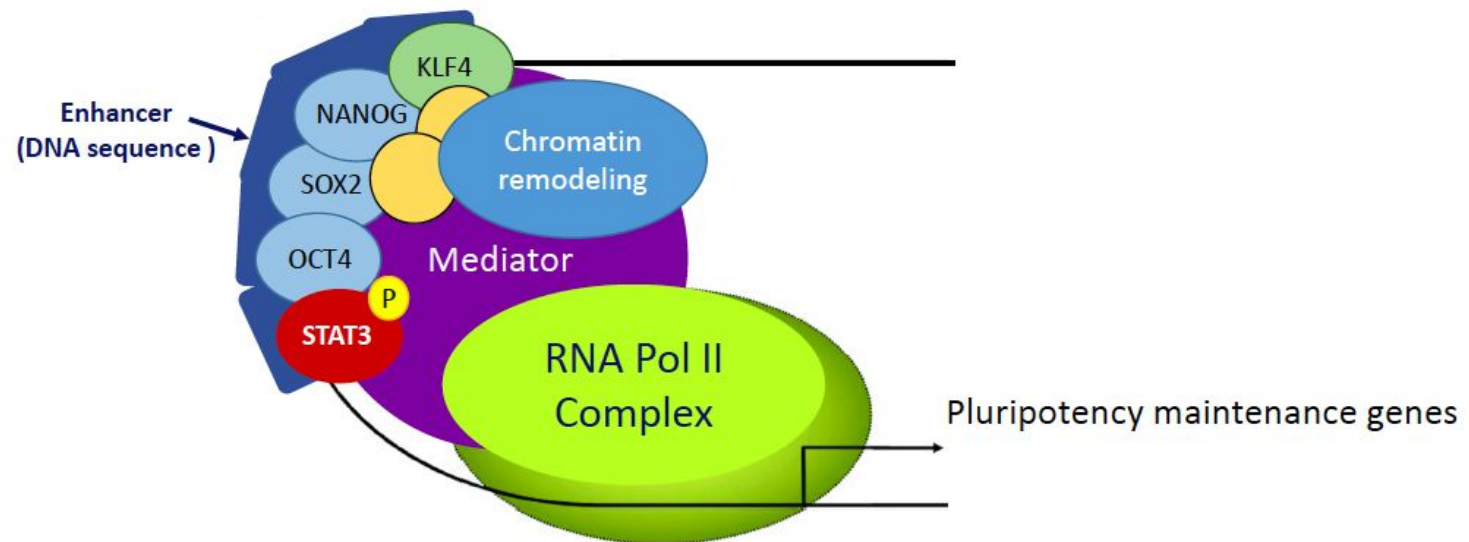 KLF4
NANOG
Enhancer
(DNA sequence )
Chromatin
remodeling
SOX2
OCT4
Mediator
P
STAT3
RNA Pol II
Complex
Pluripotency maintenance genes